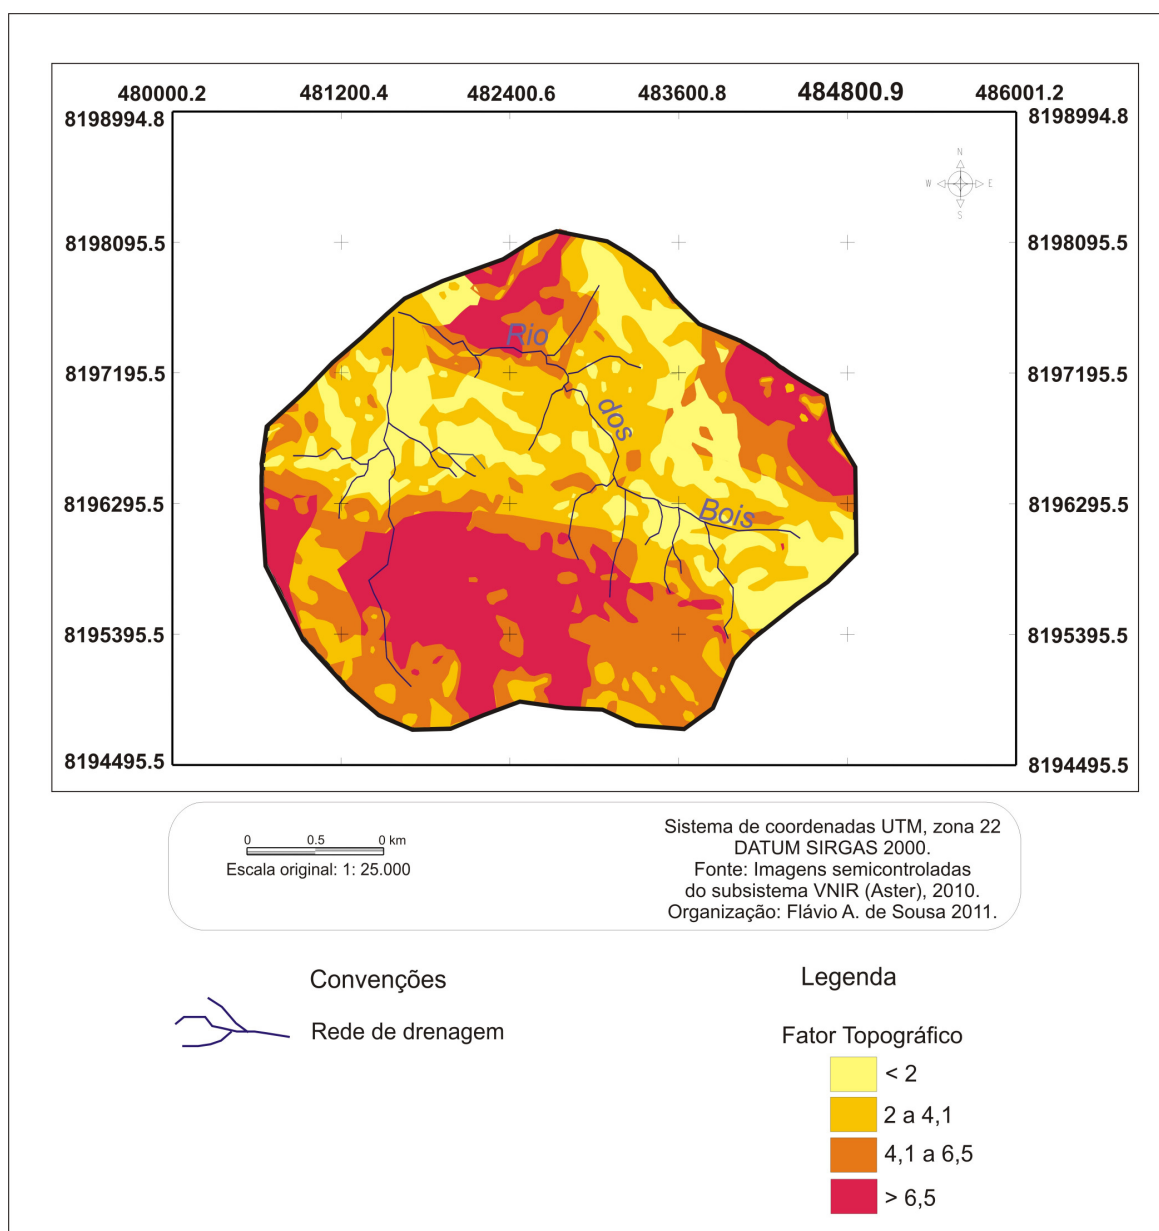 480000.2 481200.4 482400.6 483600.8 484800.9 486001.2
8198994.8 8198994.8
N
W E
S
8198095.5 8198095.5
Rio
8197195.5 8197195.5
dos
8196295.5 8196295.5
Bois
8195395.5 8195395.5
8194495.5 8194495.5
0 0.5 0 km
Escala original: 1: 25.000
Sistema de coordenadas UTM, zona 22
DATUM SIRGAS 2000.
Fonte: Imagens semicontroladas
do subsistema VNIR (Aster), 2010.
Organização: Flávio A. de Sousa 2011.
Convenções
Rede de drenagem
Legenda
Fator Topográfico
< 2
2 a 4,1
4,1 a 6,5
> 6,5